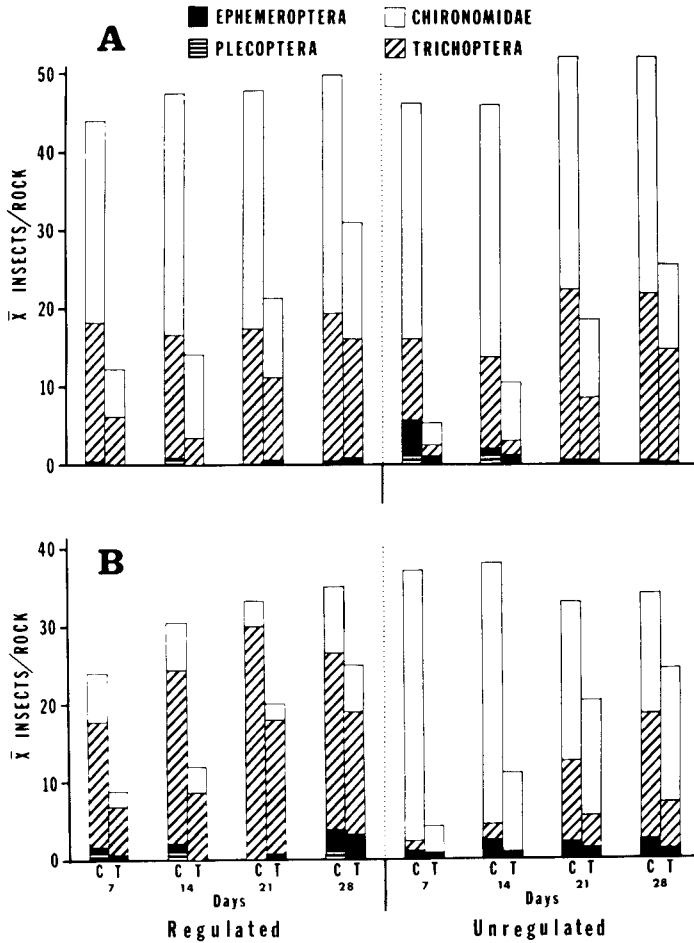 EPHEMEROPTERA CHIRONOMIDAE
PLECOPTERA TRICHOPTERA
A
50
40
30
20
10
0
X̄ INSECTS/ROCK
B
40
30
20
10
0
X̄ INSECTS/ROCK
C T C T C T C T C T C T C T C T
7 14 21 28 7 14 21 28
Days Days
Regulated Unregulated